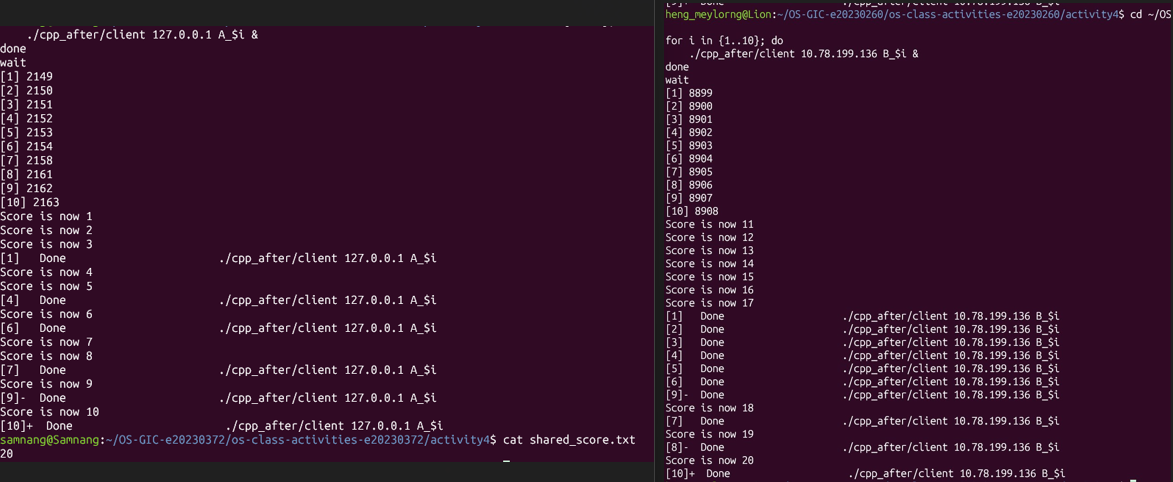 ./cpp_after/client 127.0.0.1 A_$i &
done
wait
[1] 2149
[2] 2150
[3] 2151
[4] 2152
[5] 2153
[6] 2154
[7] 2158
[8] 2161
[9] 2162
[10] 2163
Score is now 1
Score is now 2
Score is now 3
[1]   Done                    ./cpp_after/client 127.0.0.1 A_$i
Score is now 4
Score is now 5
[4]   Done                    ./cpp_after/client 127.0.0.1 A_$i
Score is now 6
[6]   Done                    ./cpp_after/client 127.0.0.1 A_$i
Score is now 7
Score is now 8
[7]   Done                    ./cpp_after/client 127.0.0.1 A_$i
Score is now 9
[9]-  Done                    ./cpp_after/client 127.0.0.1 A_$i
Score is now 10
[10]+  Done                    ./cpp_after/client 127.0.0.1 A_$i
samnang@Samnang:~/OS-GIC-e20230372/os-class-activities-e20230372/activity4$ cat shared_score.txt
20
heng_meylorng@Lion:~/OS-GIC-e20230260/os-class-activities-e20230260/activity4$ cd ~/OS
for i in {1..10}; do
./cpp_after/client 10.78.199.136 B_$i &
done
wait
[1] 8899
[2] 8900
[3] 8901
[4] 8902
[5] 8903
[6] 8904
[7] 8905
[8] 8906
[9] 8907
[10] 8908
Score is now 11
Score is now 12
Score is now 13
Score is now 14
Score is now 15
Score is now 16
Score is now 17
[1]   Done                    ./cpp_after/client 10.78.199.136 B_$i
[2]   Done                    ./cpp_after/client 10.78.199.136 B_$i
[3]   Done                    ./cpp_after/client 10.78.199.136 B_$i
[4]   Done                    ./cpp_after/client 10.78.199.136 B_$i
[5]   Done                    ./cpp_after/client 10.78.199.136 B_$i
[6]   Done                    ./cpp_after/client 10.78.199.136 B_$i
[9]-  Done                    ./cpp_after/client 10.78.199.136 B_$i
Score is now 18
[7]   Done                    ./cpp_after/client 10.78.199.136 B_$i
Score is now 19
[8]-  Done                    ./cpp_after/client 10.78.199.136 B_$i
Score is now 20
[10]+  Done                    ./cpp_after/client 10.78.199.136 B_$i